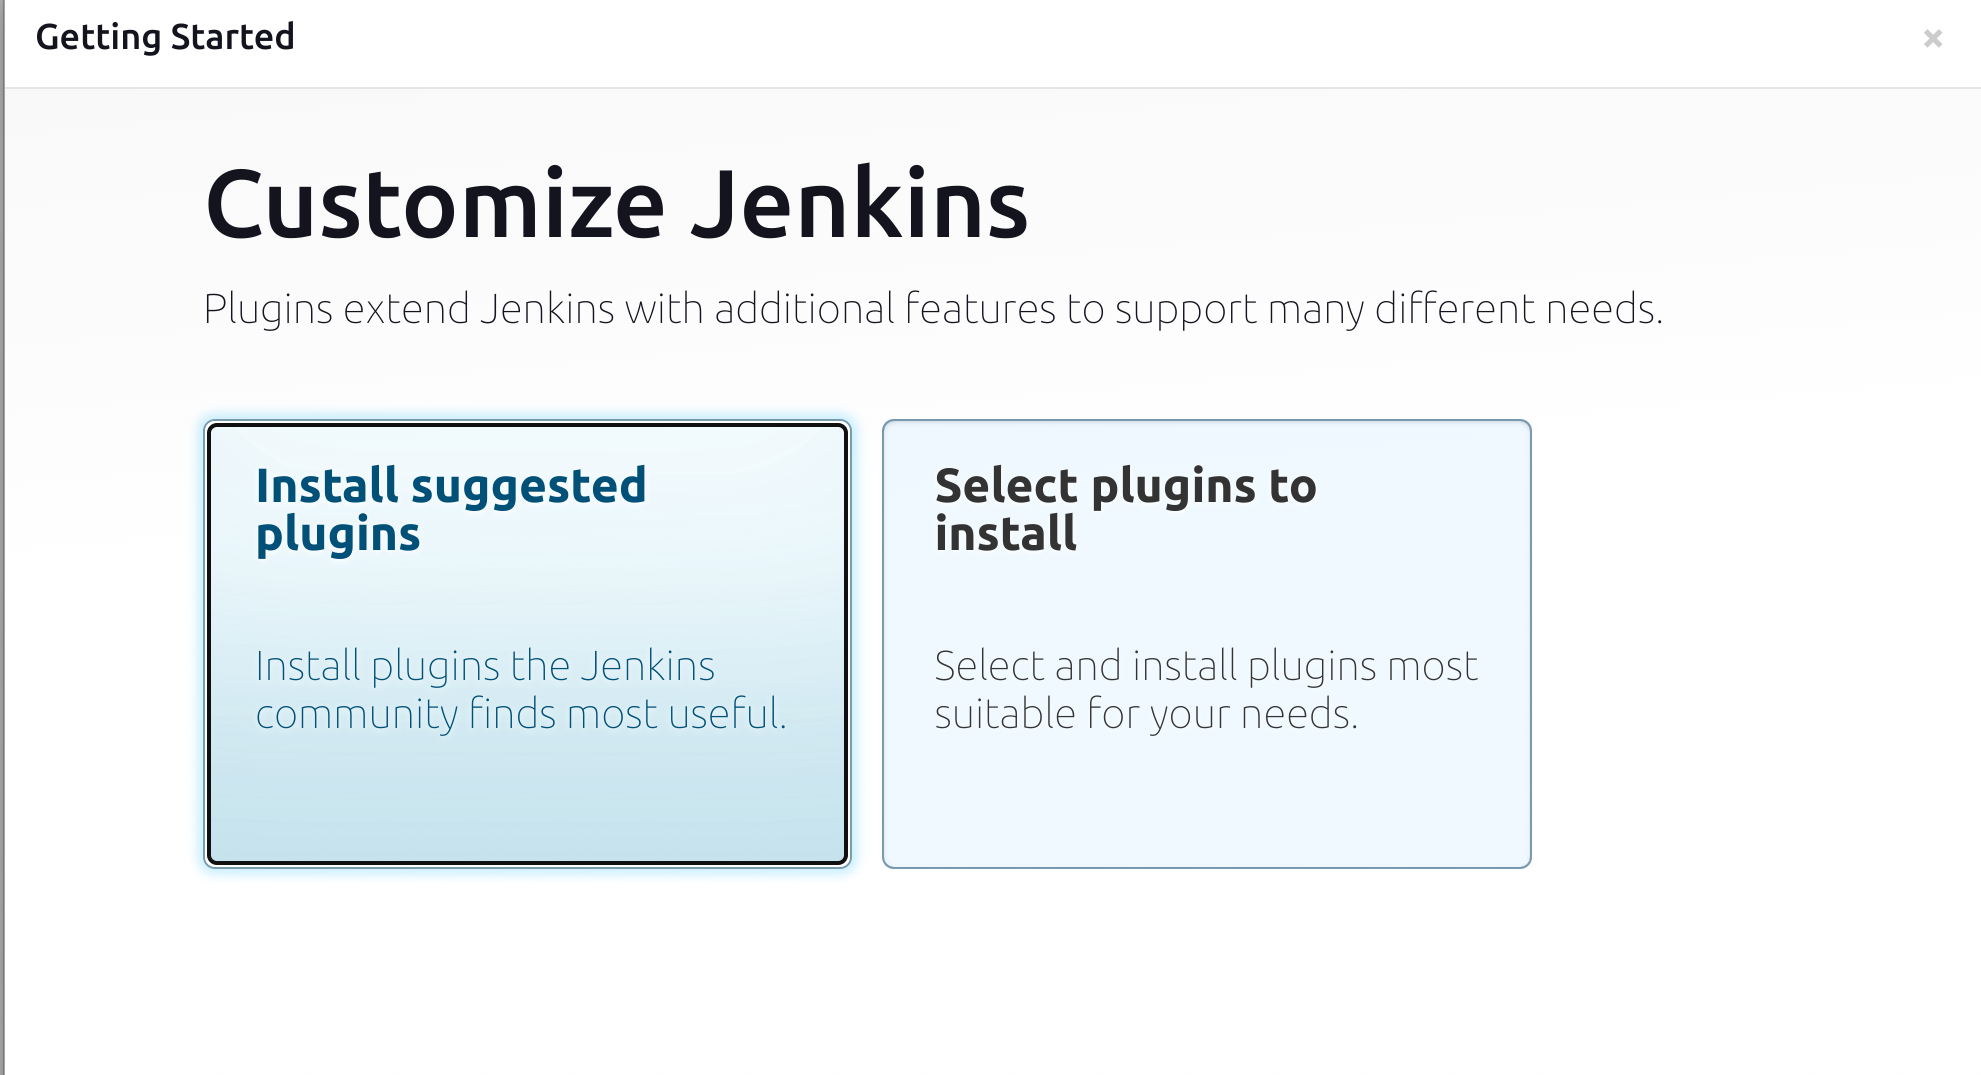 Getting Started
×
Customize Jenkins
Plugins extend Jenkins with additional features to support many different needs.
Install suggested
plugins
Install plugins the Jenkins
community finds most useful.
Select plugins to
install
Select and install plugins most
suitable for your needs.